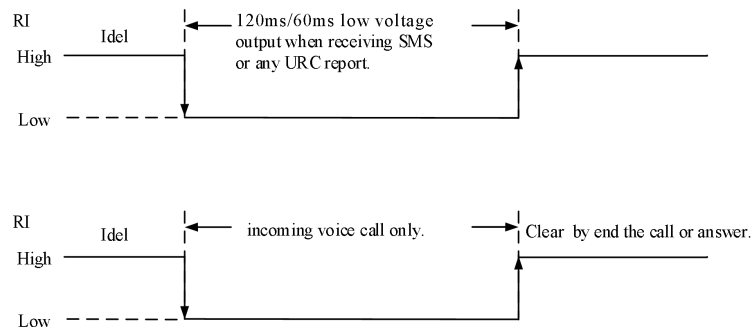 RI
Idel
120ms/60ms low voltage
output when receiving SMS
or any URC report.
High
Low
RI
Idel
incoming voice call only.
Clear by end the call or answer.
High
Low